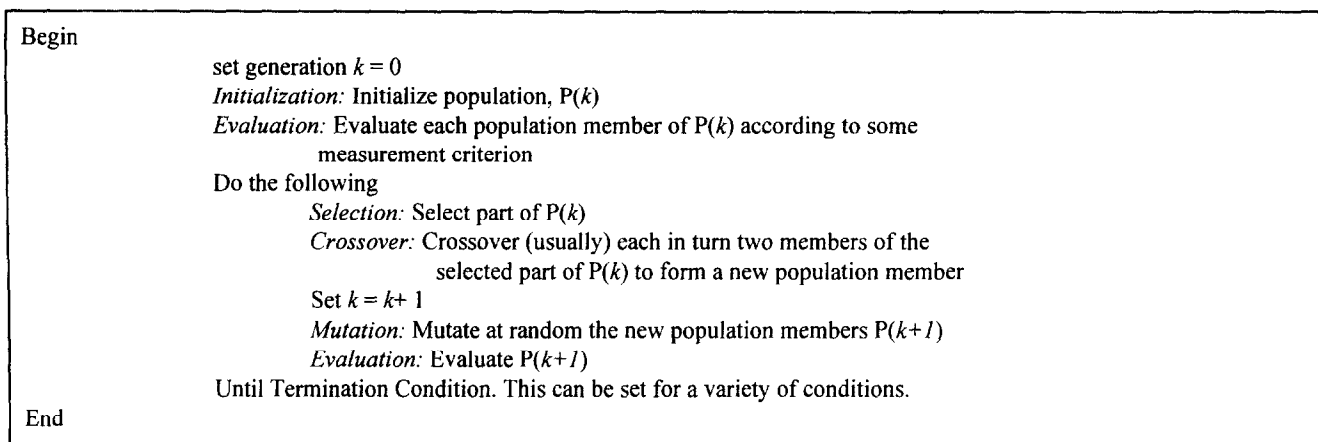 Begin
set generation k = 0
Initialization: Initialize population, P(k)
Evaluation: Evaluate each population member of P(k) according to some
measurement criterion
Do the following
Selection: Select part of P(k)
Crossover: Crossover (usually) each in turn two members of the
selected part of P(k) to form a new population member
Set k = k+ 1
Mutation: Mutate at random the new population members P(k+1)
Evaluation: Evaluate P(k+1)
Until Termination Condition. This can be set for a variety of conditions.
End